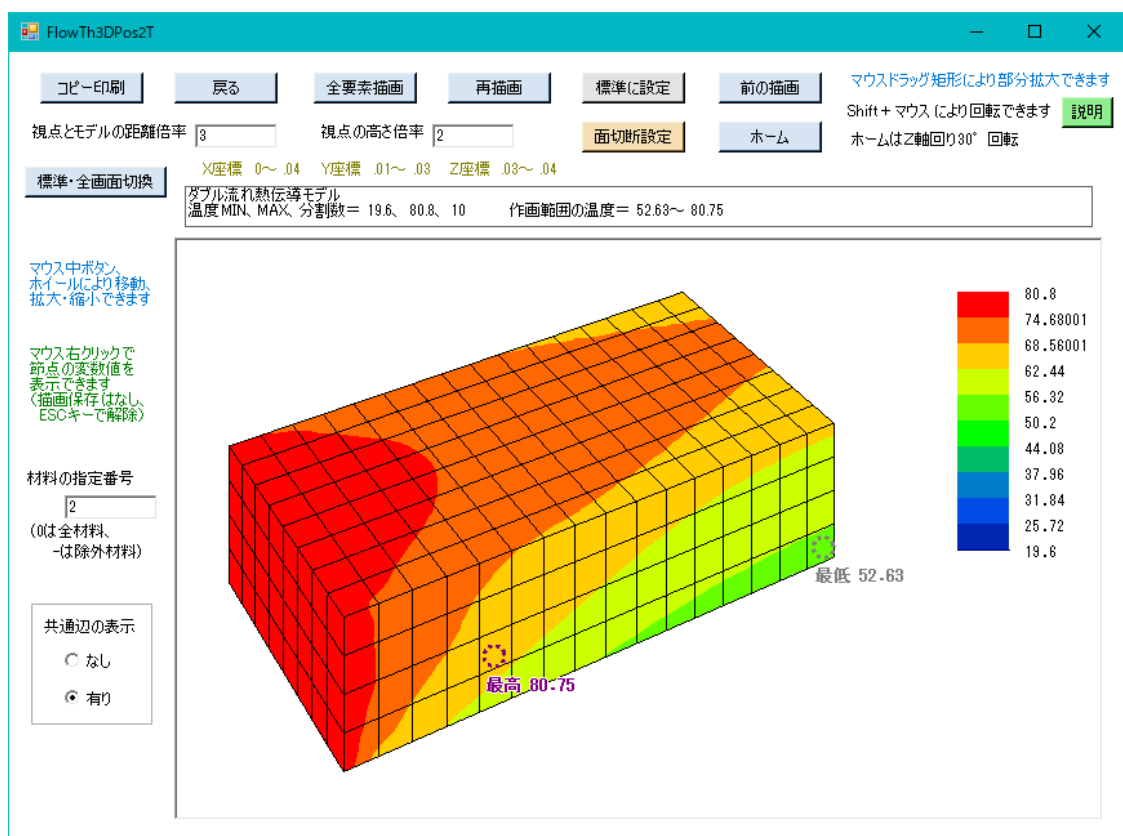 FlowTh3DPos2T
コピー印刷 戻る 全要素描画 再描画 標準に設定 前の描画 マウスドラッグ矩形により部分拡大できます
Shift+マウス により回転できます 説明
視点とモデルの距離倍率 3 視点の高さ倍率 2 面切断設定 ホーム ホームはZ軸回り30° 回転
標準・全画面切換 X座標 0～ .04 Y座標 .01～ .03 Z座標 .03～ .04
ダブル流れ熱伝導モデル
温度MIN、MAX、分割数＝ 19.6、 80.8、 10 作画範囲の温度＝ 52.63～ 80.75
マウス中ボタン、
ホイールにより移動、
拡大・縮小できます
マウス右クリックで
節点の変数値を
表示できます
(描画保存はなし、
ESCキーで解除)
材料の指定番号
2
(0は全材料、
-は除外材料)
共通辺の表示
なし
有り
最高 80.75
最低 52.63
80.8
74.68001
68.56001
62.44
56.32
50.2
44.08
37.96
31.84
25.72
19.6